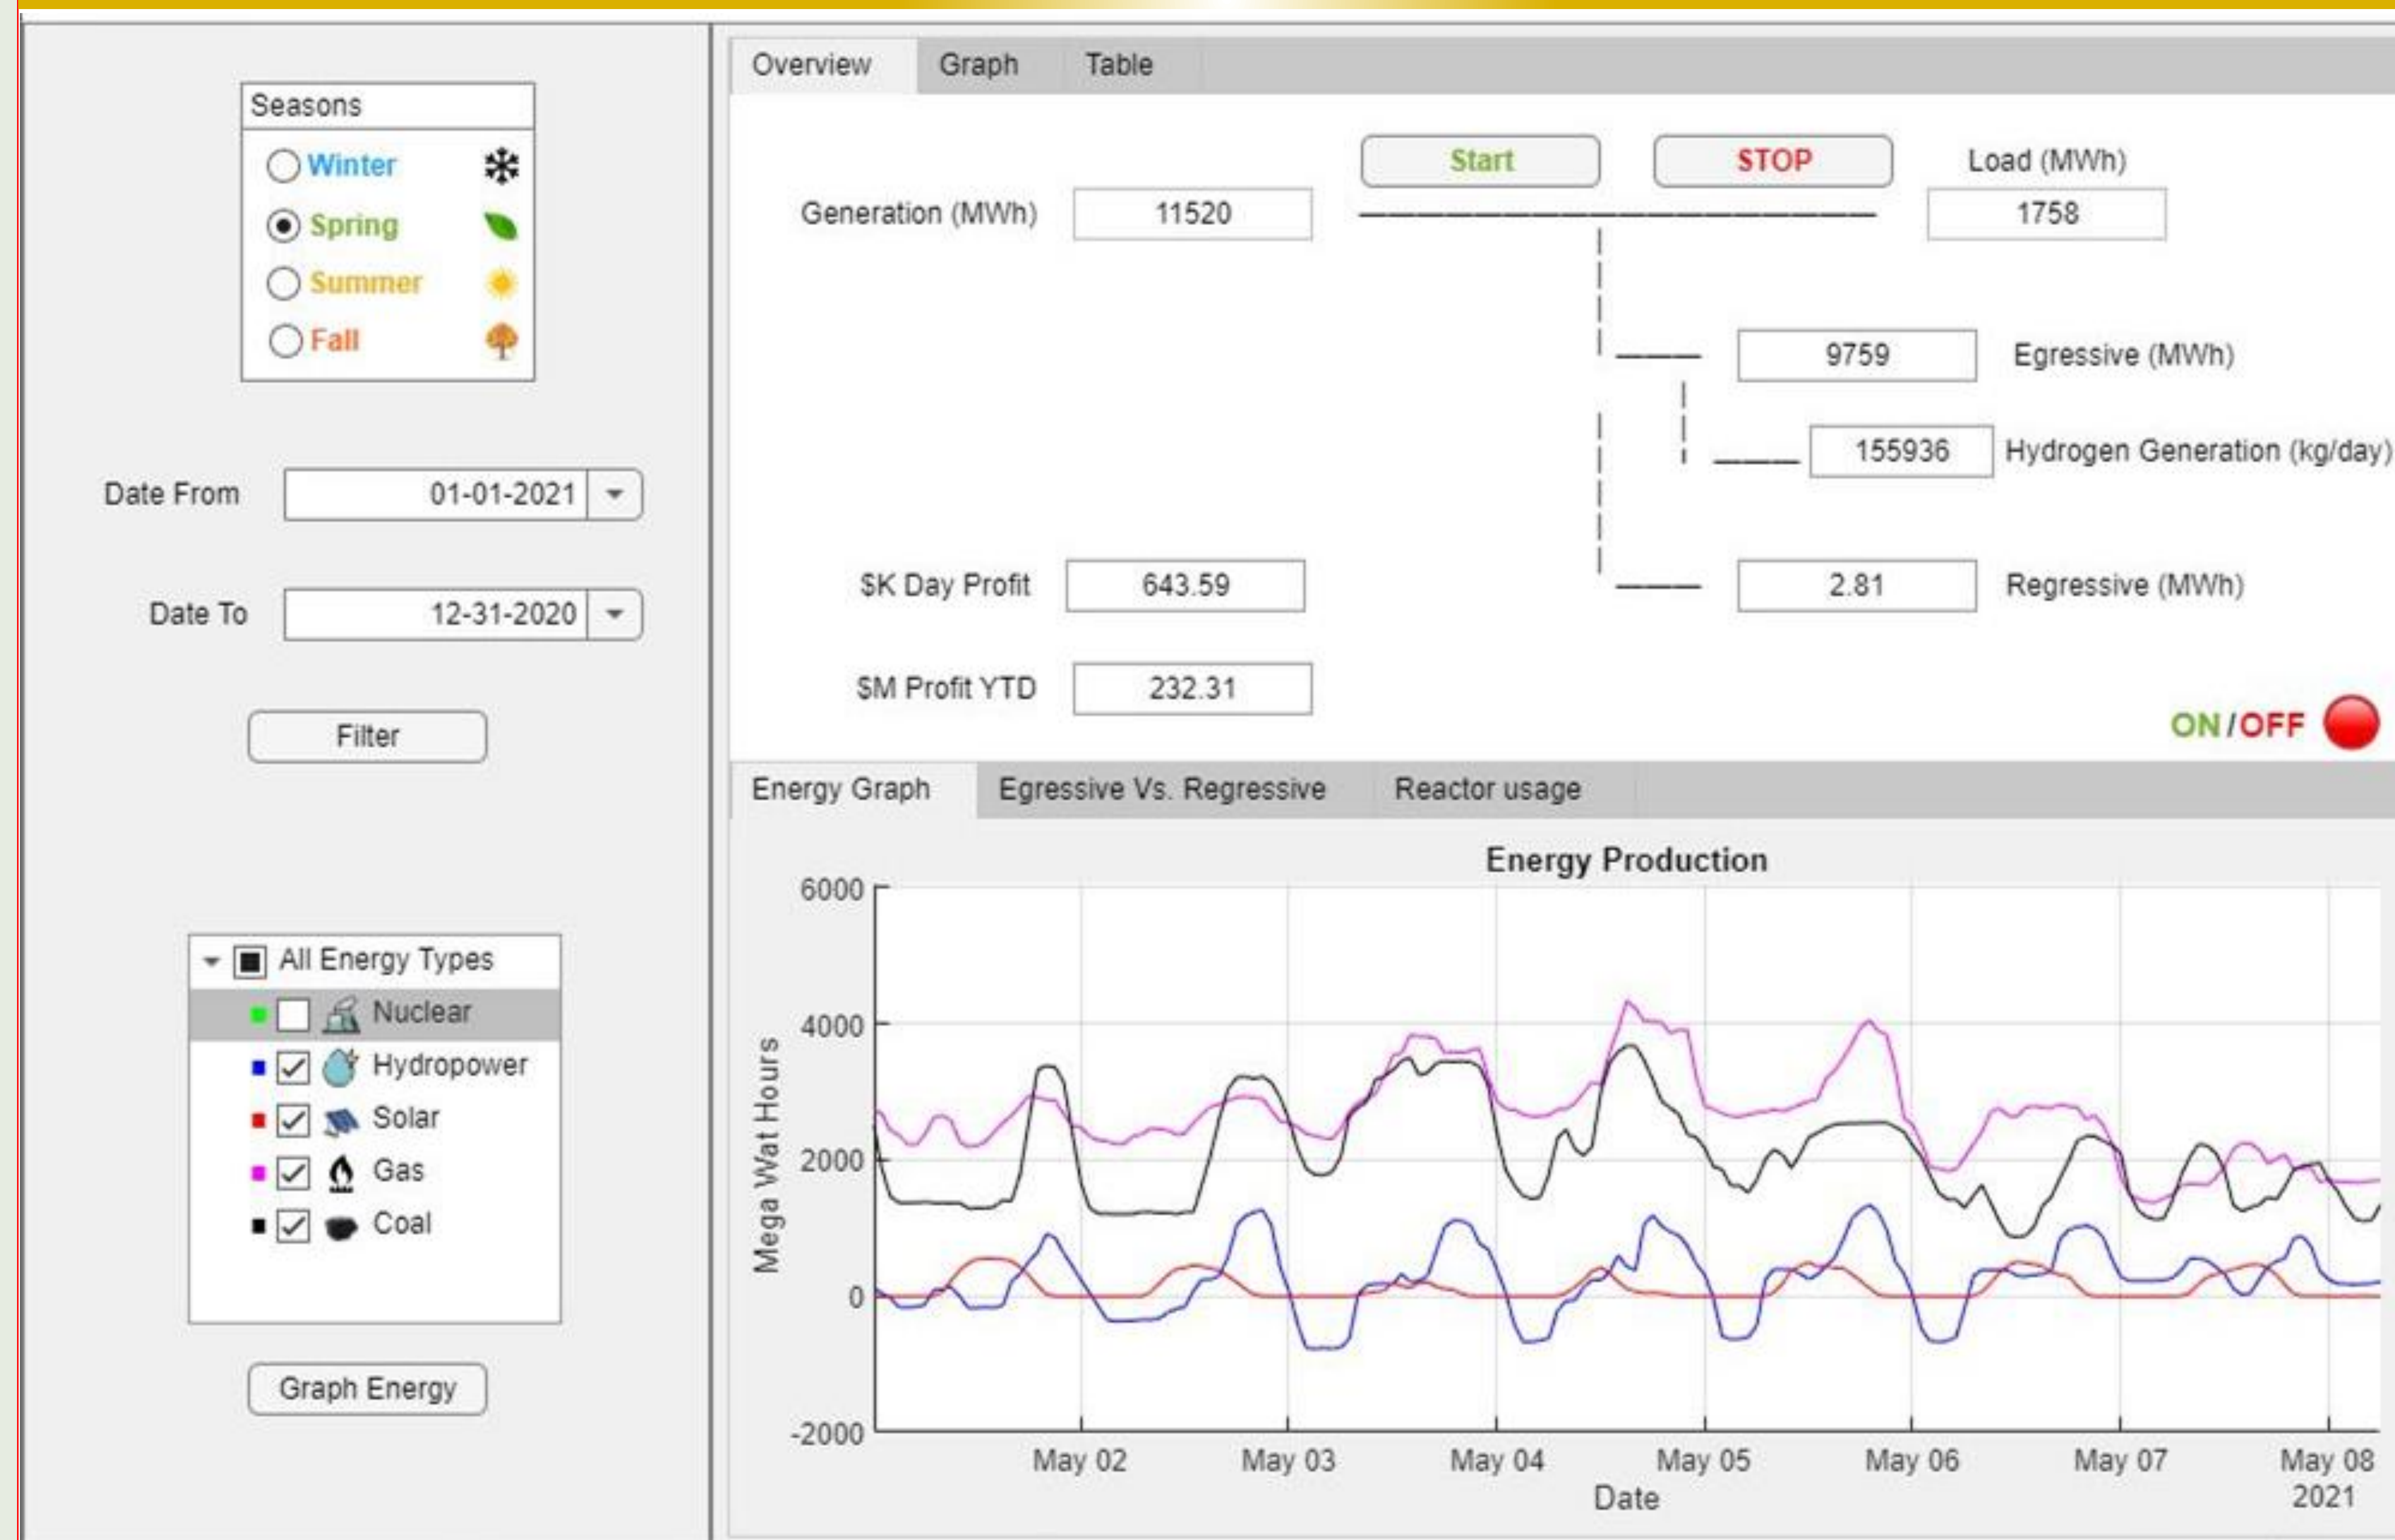 Seasons
Winter
Spring
Summer
Fall
Date From 01-01-2021
Date To 12-31-2020
Filter
All Energy Types
Nuclear
Hydropower
Solar
Gas
Coal
Graph Energy
Overview Graph Table
Start STOP Load (MWh)
Generation (MWh) 11520 1758
9759 Egressive (MWh)
155936 Hydrogen Generation (kg/day)
$K Day Profit 643.59 2.81 Regressive (MWh)
$M Profit YTD 232.31
ON/OFF
Energy Graph Egressive Vs. Regressive Reactor usage
Energy Production
6000
4000
2000
0
-2000
Mega Wat Hours
May 02 May 03 May 04 May 05 May 06 May 07 May 08
Date 2021